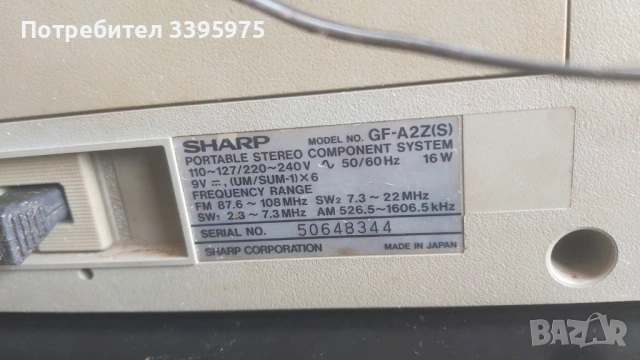 Потребител 3395975
SHARP MODEL NO. GF-A2Z(S)
PORTABLE STEREO COMPONENT SYSTEM
110~127/220~240V ∿ 50/60Hz 16W
9V ⎓, (UM/SUM-1)×6
FREQUENCY RANGE
FM 87.6~108MHz SW2 7.3~22MHz
SW1 2.3~7.3MHz AM 526.5~1606.5kHz
SERIAL NO. 50648344
SHARP CORPORATION MADE IN JAPAN
BAZAR.BG